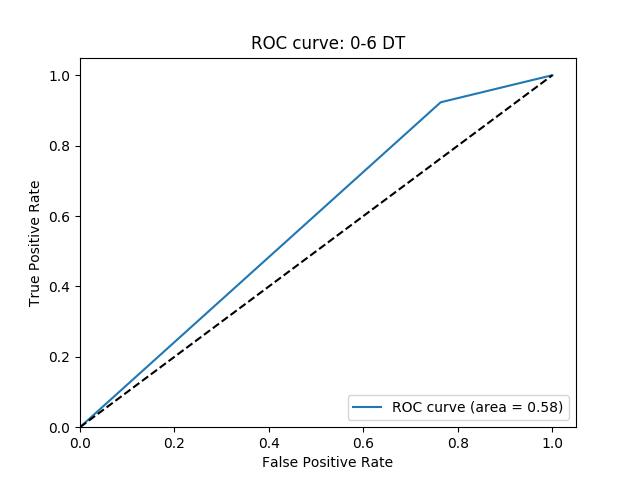 ROC curve: 0-6 DT
True Positive Rate
1.0
0.8
0.6
0.4
0.2
0.0
ROC curve (area = 0.58)
0.0 0.2 0.4 0.6 0.8 1.0
False Positive Rate